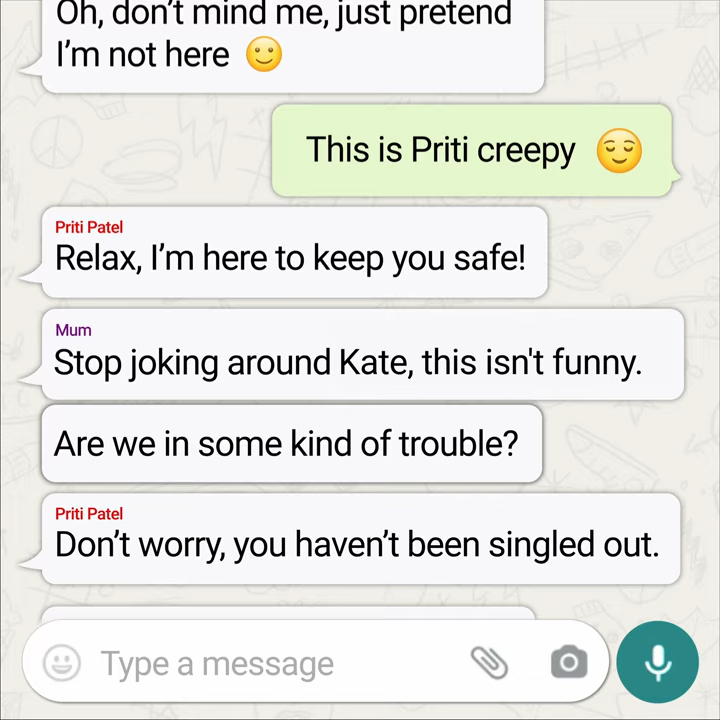 Oh, don't mind me, just pretend
I'm not here 🙂
This is Priti creepy 😌
Priti Patel
Relax, I'm here to keep you safe!
Mum
Stop joking around Kate, this isn't funny.
Are we in some kind of trouble?
Priti Patel
Don't worry, you haven't been singled out.
Type a message